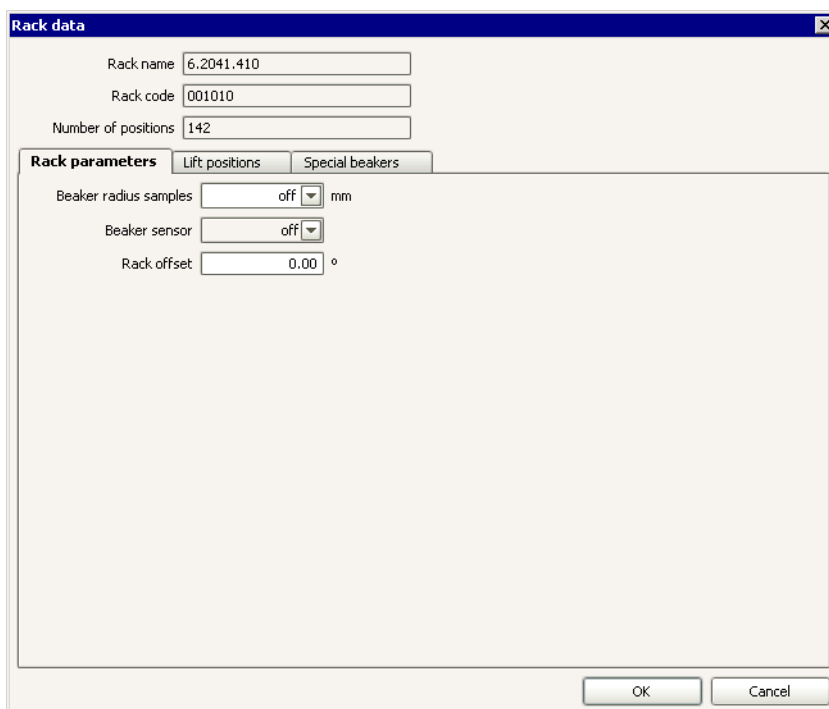 Rack data
Rack name 6.2041.410
Rack code 001010
Number of positions 142
Rack parameters Lift positions Special beakers
Beaker radius samples off mm
Beaker sensor off
Rack offset 0.00 °
OK Cancel